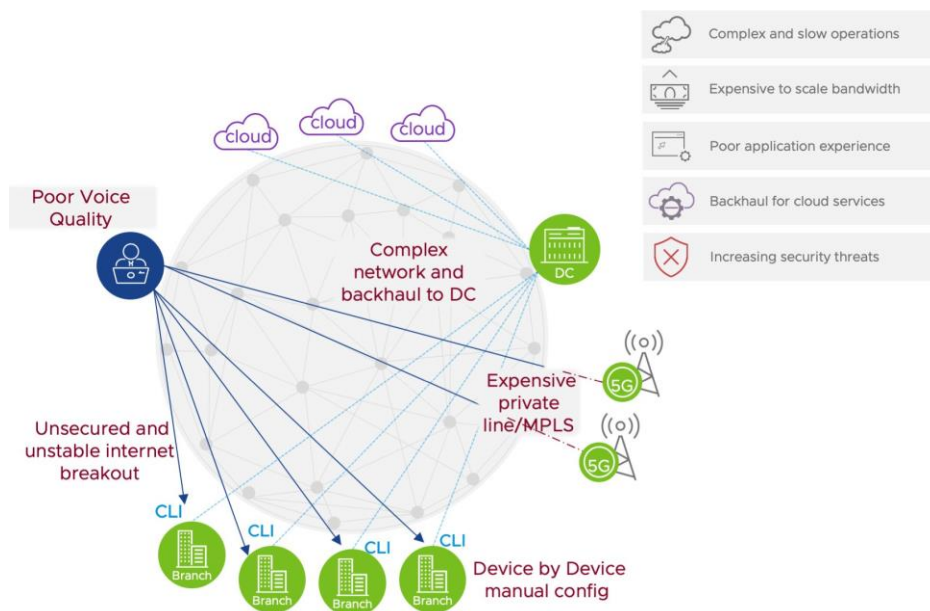 Complex and slow operations
Expensive to scale bandwidth
Poor application experience
Backhaul for cloud services
Increasing security threats
cloud
cloud
cloud
Poor Voice
Quality
Complex
network and
backhaul to DC
DC
Expensive
private
line/MPLS
5G
5G
Unsecured and
unstable internet
breakout
CLI
CLI
CLI
CLI
Branch
Branch
Branch
Branch
Device by Device
manual config